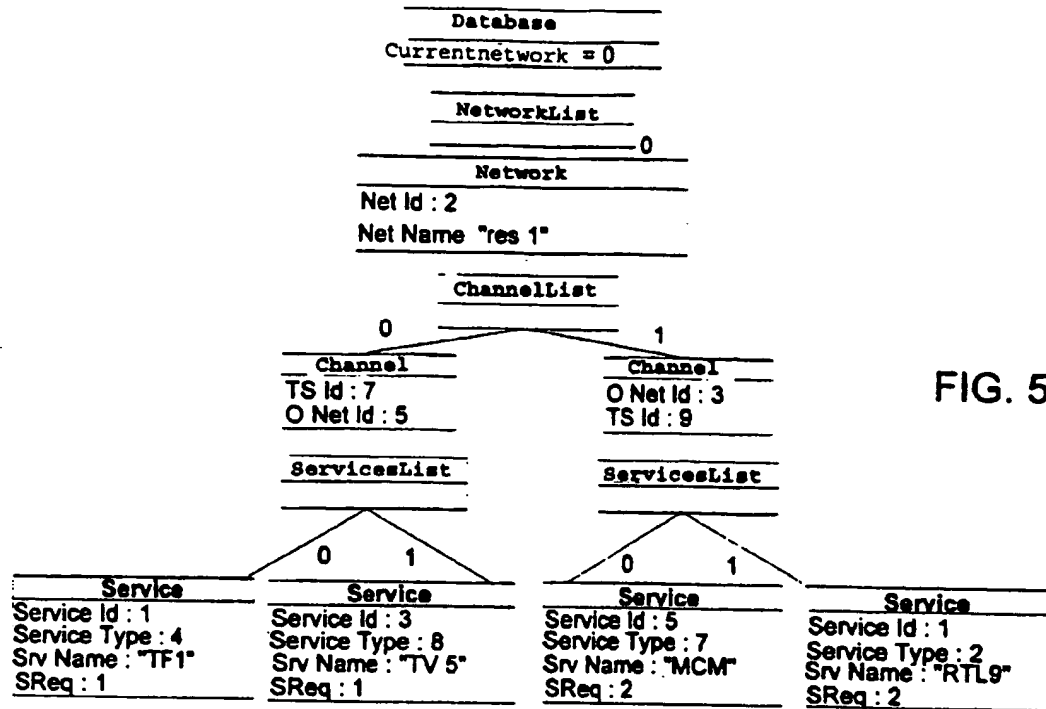 Database
Currentnetwork = 0
NetworkList
0
Network
Net Id : 2
Net Name "res 1"
ChannelList
0
1
Channel
TS Id : 7
O Net Id : 5
Channel
O Net Id : 3
TS Id : 9
FIG. 5
ServicesList
ServicesList
0
1
0
1
Service
Service Id : 1
Service Type : 4
Srv Name : "TF1"
SReq : 1
Service
Service Id : 3
Service Type : 8
Srv Name : "TV 5"
SReq : 1
Service
Service Id : 5
Service Type : 7
Srv Name : "MCM"
SReq : 2
Service
Service Id : 1
Service Type : 2
Srv Name : "RTL9"
SReq : 2